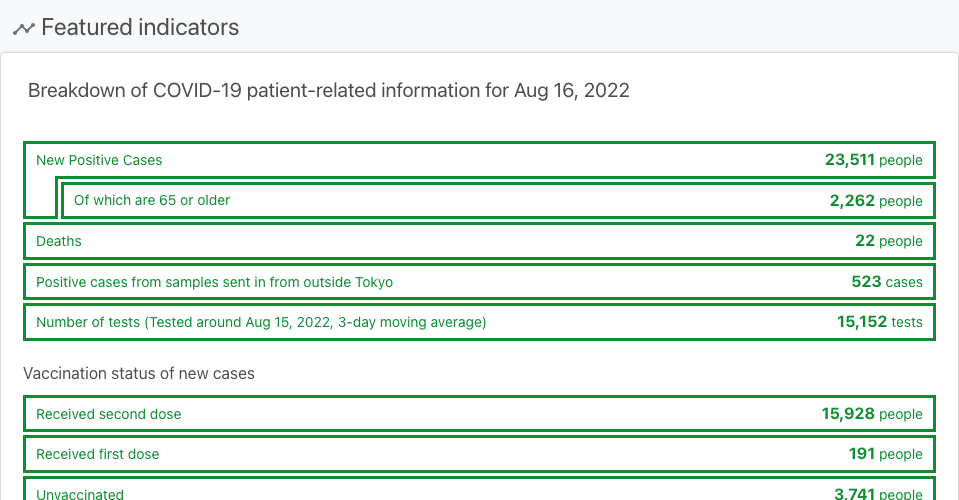 Featured indicators
Breakdown of COVID-19 patient-related information for Aug 16, 2022
New Positive Cases 23,511 people
Of which are 65 or older 2,262 people
Deaths 22 people
Positive cases from samples sent in from outside Tokyo 523 cases
Number of tests (Tested around Aug 15, 2022, 3-day moving average) 15,152 tests
Vaccination status of new cases
Received second dose 15,928 people
Received first dose 191 people
Unvaccinated 3,741 people